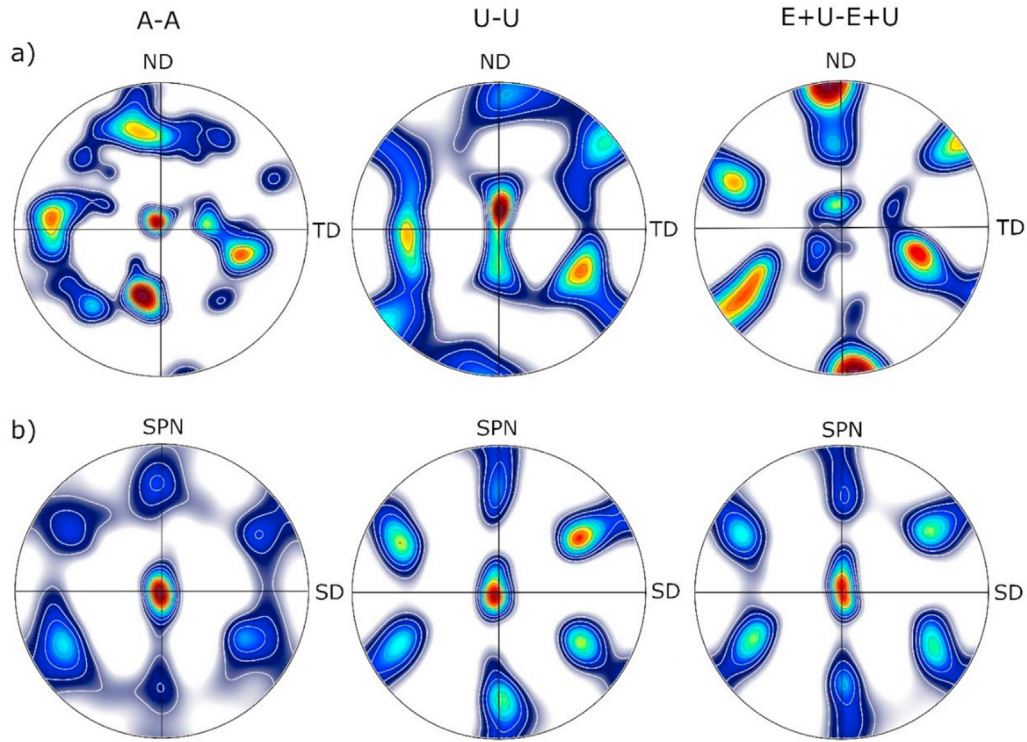 A-A U-U E+U-E+U
a) ND ND ND
TD TD TD
b) SPN SPN SPN
SD SD SD